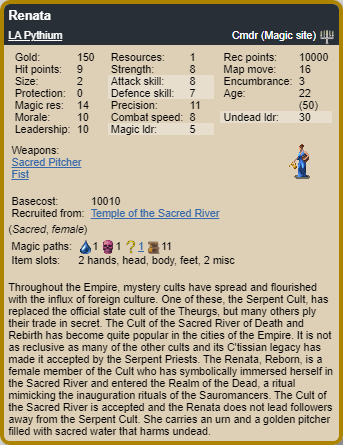 Renata
LA Pythium Cmdr (Magic site)
Gold: 150 Resources: 1 Rec points: 10000
Hit points: 9 Strength: 8 Map move: 16
Size: 2 Attack skill: 8 Encumbrance: 3
Protection: 0 Defence skill: 7 Age: 22
Magic res: 14 Precision: 11 (50)
Morale: 10 Combat speed: 8 Undead ldr: 30
Leadership: 10 Magic ldr: 5
Weapons:
Sacred Pitcher
Fist
Basecost: 10010
Recruited from: Temple of the Sacred River
(Sacred, female)
Magic paths: 1 1 ? 1 11
Item slots: 2 hands, head, body, feet, 2 misc
Throughout the Empire, mystery cults have spread and flourished
with the influx of foreign culture. One of these, the Serpent Cult, has
replaced the official state cult of the Theurgs, but many others ply
their trade in secret. The Cult of the Sacred River of Death and
Rebirth has become quite popular in the cities of the Empire. It is not
as reclusive as many of the other cults and its C'tissian legacy has
made it accepted by the Serpent Priests. The Renata, Reborn, is a
female member of the Cult who has symbolically immersed herself in
the Sacred River and entered the Realm of the Dead, a ritual
mimicking the inauguration rituals of the Sauromancers. The Cult of
the Sacred River is accepted and the Renata does not lead followers
away from the Serpent Cult. She carries an urn and a golden pitcher
filled with sacred water that harms undead.